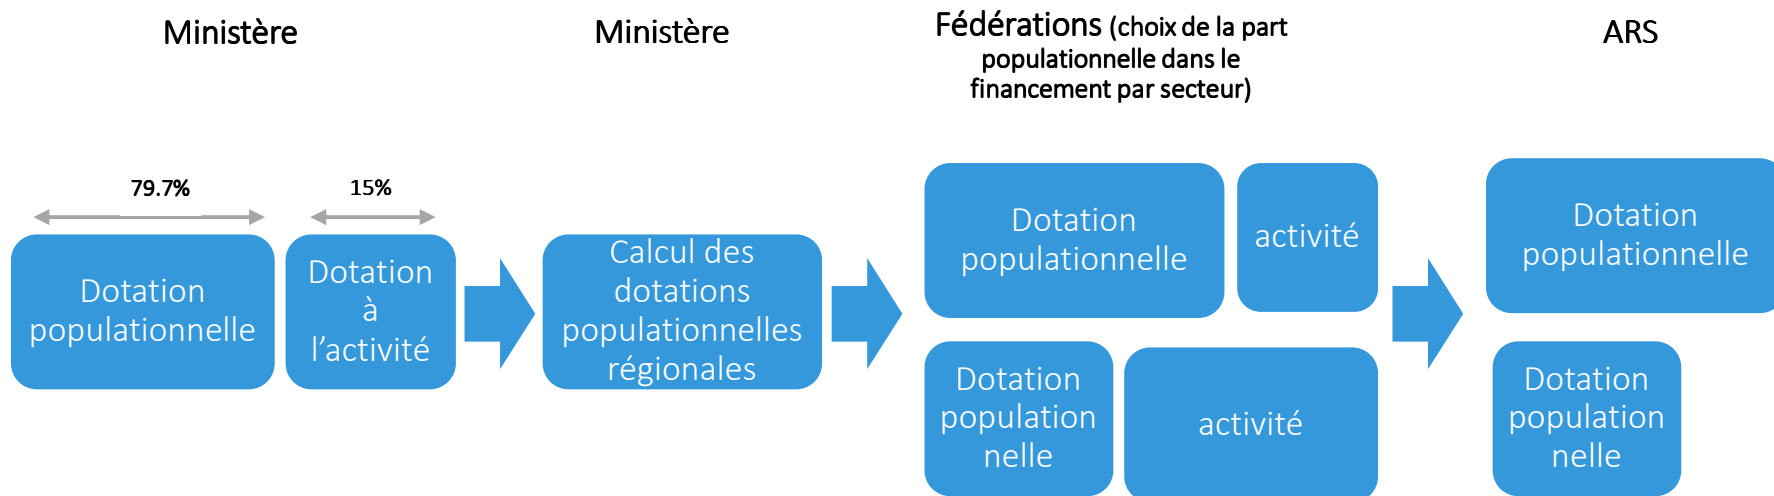 Ministère
79.7%
15%
Dotation
populationnelle
Dotation
à
l’activité
Ministère
Calcul des
dotations
populationnelles
régionales
Fédérations (choix de la part
populationnelle dans le
financement par secteur)
Dotation
populationnelle
activité
Dotation
population
nelle
activité
ARS
Dotation
populationnelle
Dotation
population
nelle